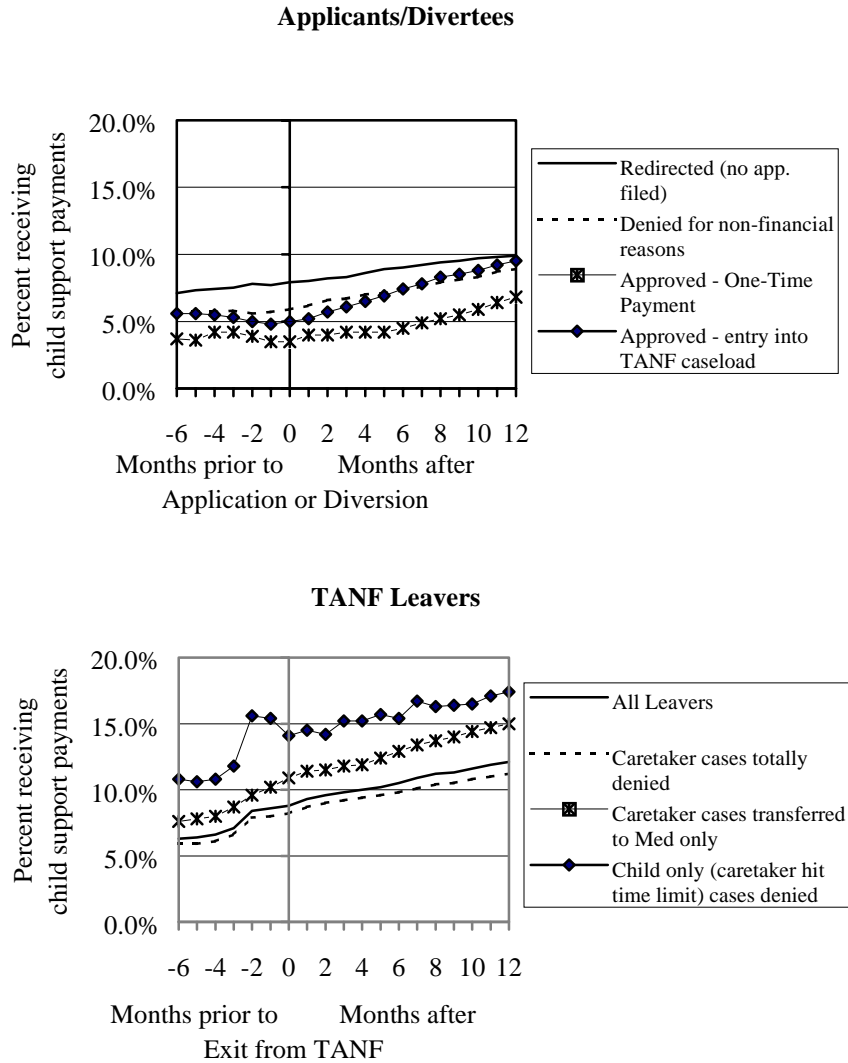 Applicants/Divertees
Percent receiving
child support payments
20.0%
15.0%
10.0%
5.0%
0.0%
-6 -4 -2 0 2 4 6 8 10 12
Months prior to Months after
Application or Diversion
Redirected (no app.
filed)
Denied for non-financial
reasons
Approved - One-Time
Payment
Approved - entry into
TANF caseload
TANF Leavers
Percent receiving
child support payments
20.0%
15.0%
10.0%
5.0%
0.0%
-6 -4 -2 0 2 4 6 8 10 12
Months prior to Months after
Exit from TANF
All Leavers
Caretaker cases totally
denied
Caretaker cases transferred
to Med only
Child only (caretaker hit
time limit) cases denied